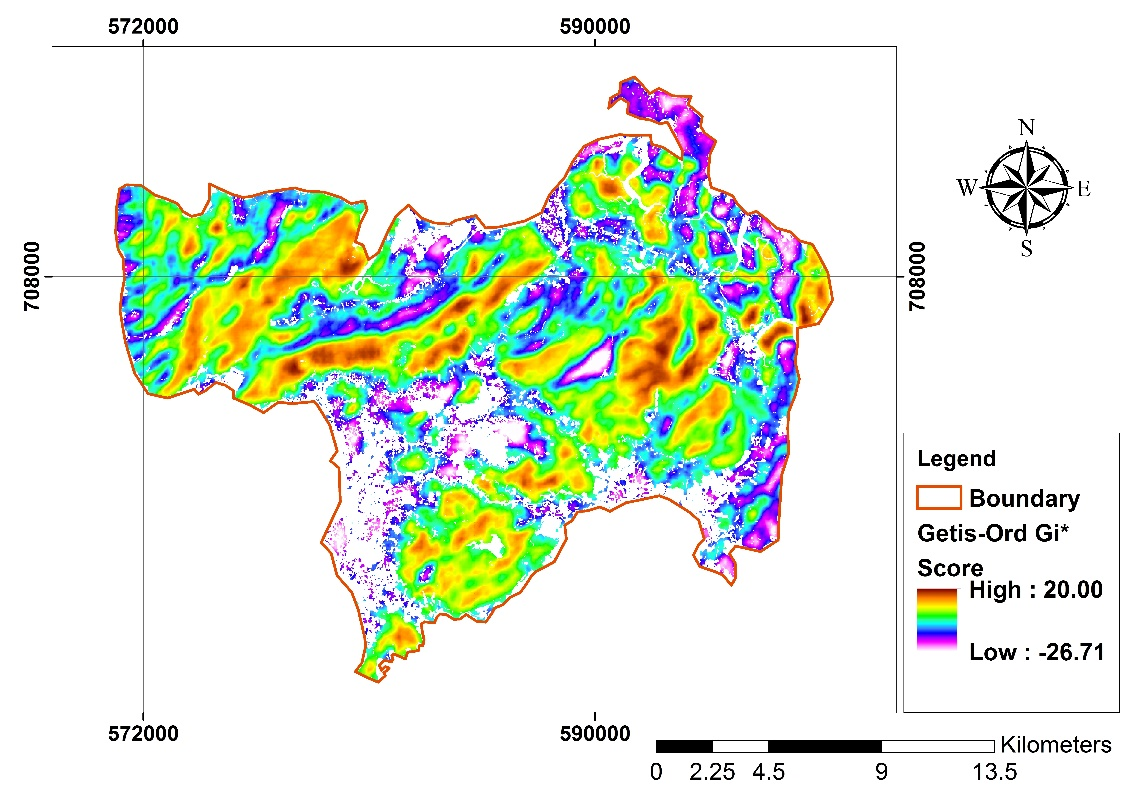 572000 590000
N
W E
S
708000 708000
Legend
Boundary
Getis-Ord Gi*
Score
High : 20.00
Low : -26.71
572000 590000
Kilometers
0 2.25 4.5 9 13.5